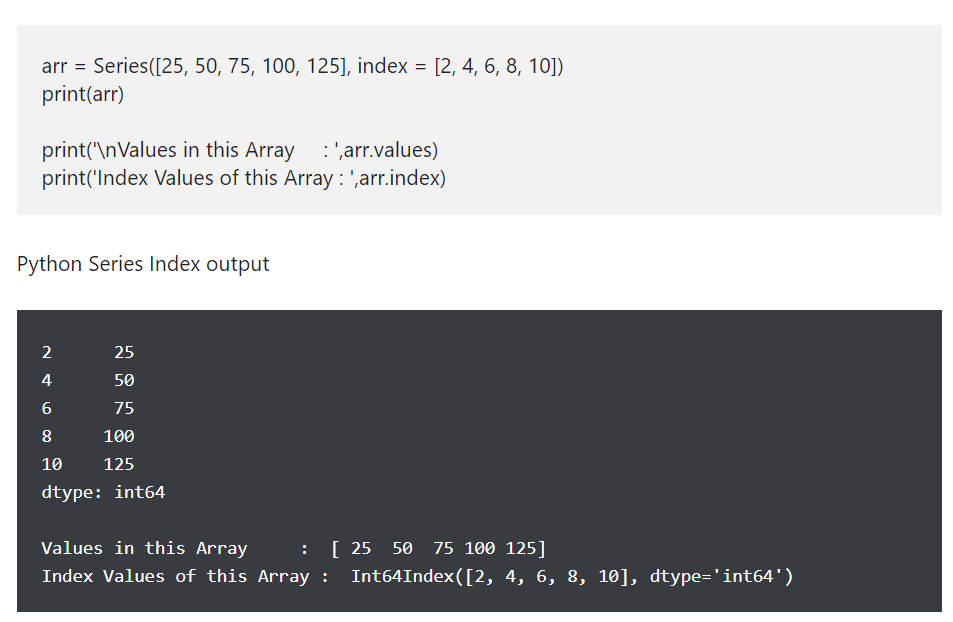 arr = Series([25, 50, 75, 100, 125], index = [2, 4, 6, 8, 10])
print(arr)
print('\nValues in this Array     : ',arr.values)
print('Index Values of this Array : ',arr.index)
Python Series Index output
2      25
4      50
6      75
8     100
10    125
dtype: int64
Values in this Array     :  [ 25  50  75 100 125]
Index Values of this Array :  Int64Index([2, 4, 6, 8, 10], dtype='int64')